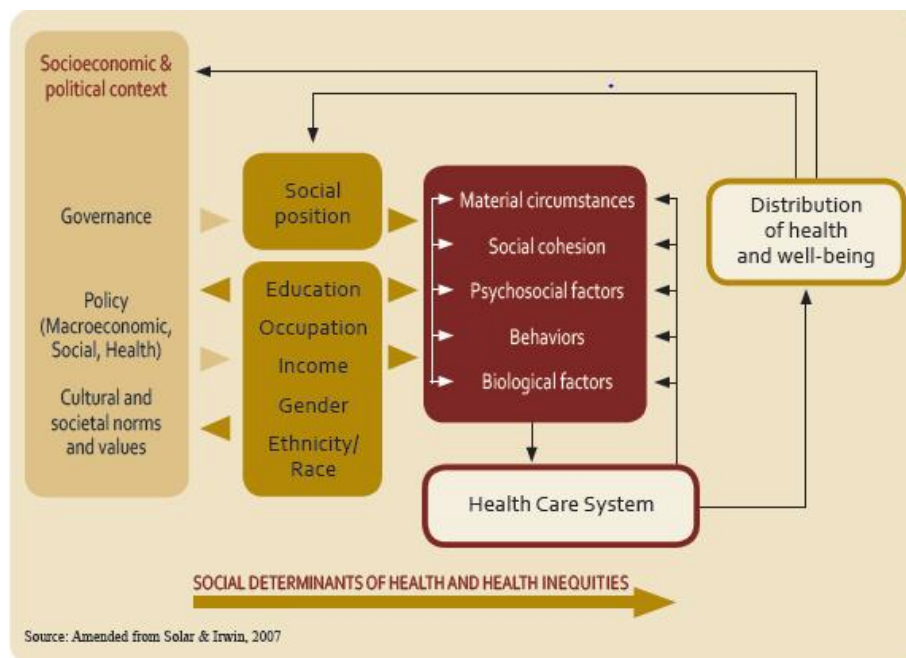 Socioeconomic &
political context
Governance
Policy
(Macroeconomic,
Social, Health)
Cultural and
societal norms
and values
Social
position
Education
Occupation
Income
Gender
Ethnicity/
Race
Material circumstances
Social cohesion
Psychosocial factors
Behaviors
Biological factors
Distribution
of health
and well-being
Health Care System
SOCIAL DETERMINANTS OF HEALTH AND HEALTH INEQUITIES
Source: Amended from Solar & Irwin, 2007